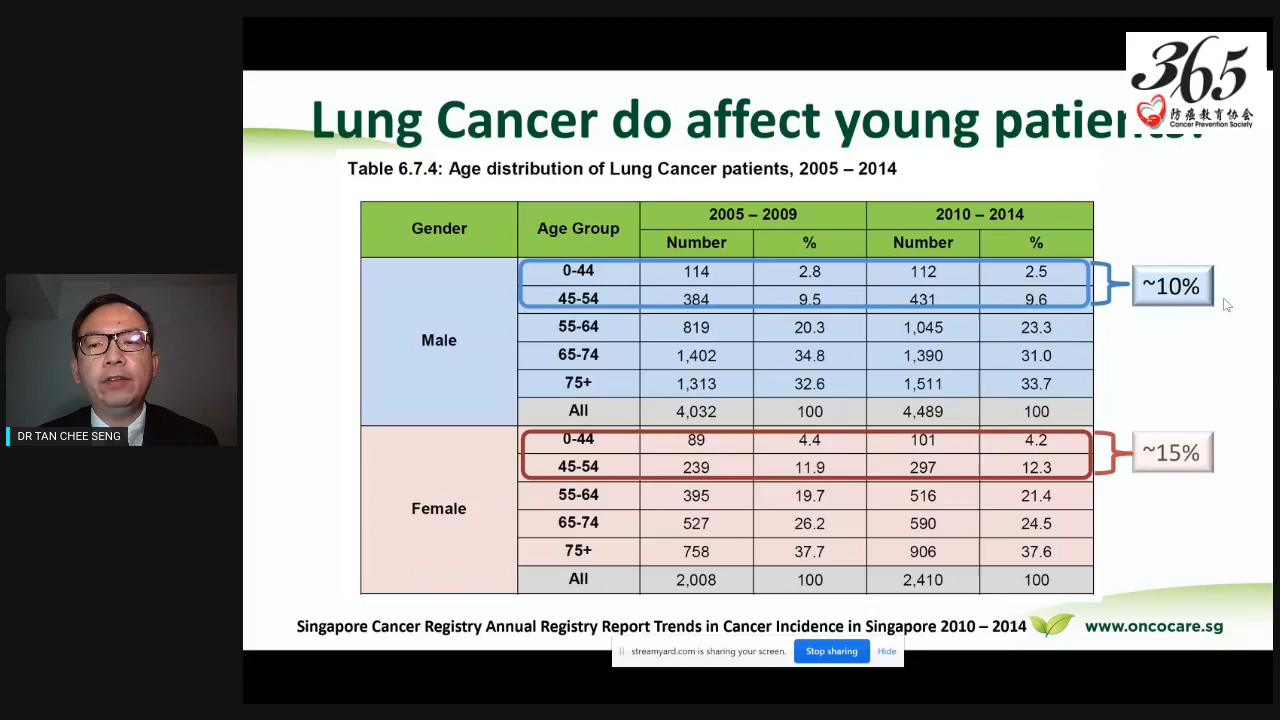 365
防癌教育协会
Cancer Prevention Society
Lung Cancer do affect young patients.
Table 6.7.4: Age distribution of Lung Cancer patients, 2005 – 2014
Gender Age Group 2005 – 2009 2010 – 2014
Number % Number %
Male
0-44 114 2.8 112 2.5
45-54 384 9.5 431 9.6
55-64 819 20.3 1,045 23.3
65-74 1,402 34.8 1,390 31.0
75+ 1,313 32.6 1,511 33.7
All 4,032 100 4,489 100
~10%
Female
0-44 89 4.4 101 4.2
45-54 239 11.9 297 12.3
55-64 395 19.7 516 21.4
65-74 527 26.2 590 24.5
75+ 758 37.7 906 37.6
All 2,008 100 2,410 100
~15%
DR TAN CHEE SENG
Singapore Cancer Registry Annual Registry Report Trends in Cancer Incidence in Singapore 2010 – 2014
www.oncocare.sg
streamyard.com is sharing your screen. Stop sharing Hide